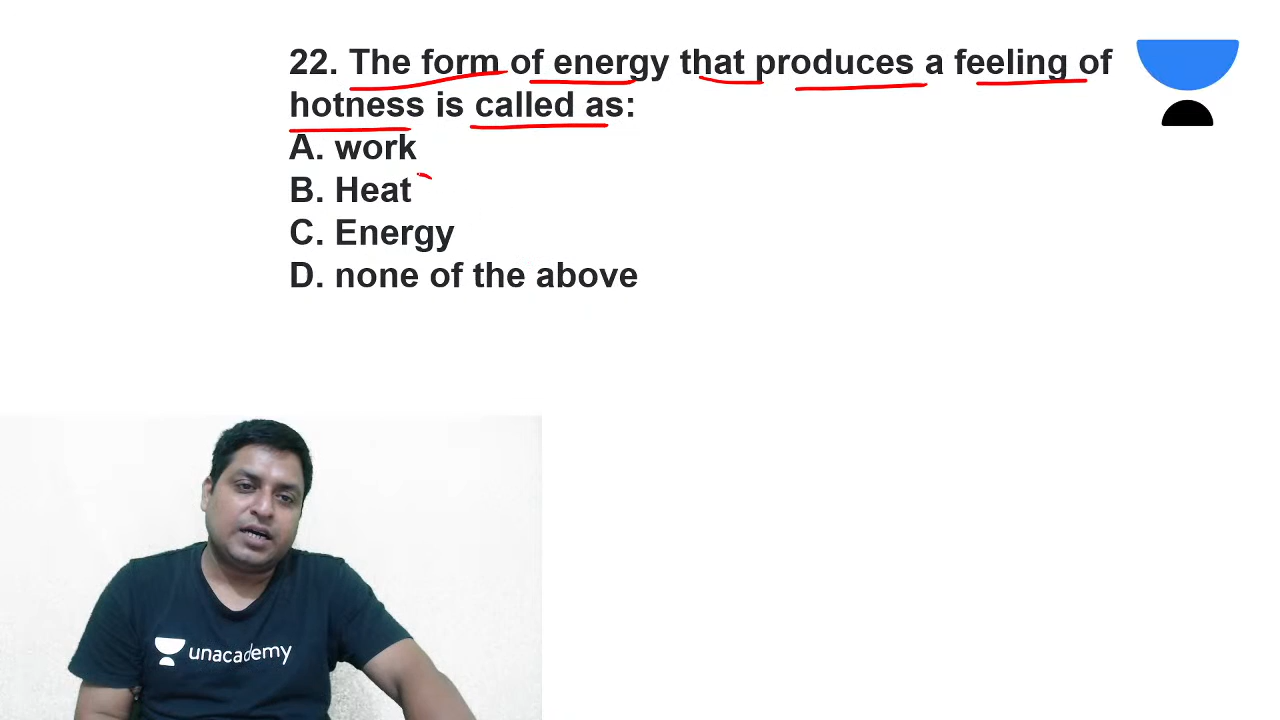 22. The form of energy that produces a feeling of
hotness is called as:
A. work
B. Heat
C. Energy
D. none of the above
unacademy